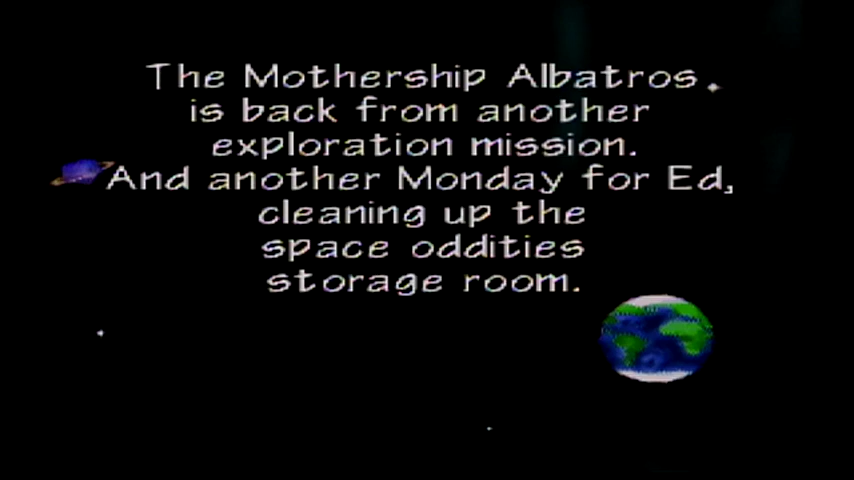 The Mothership Albatros
is back from another
exploration mission.
And another Monday for Ed,
cleaning up the
space oddities
storage room.